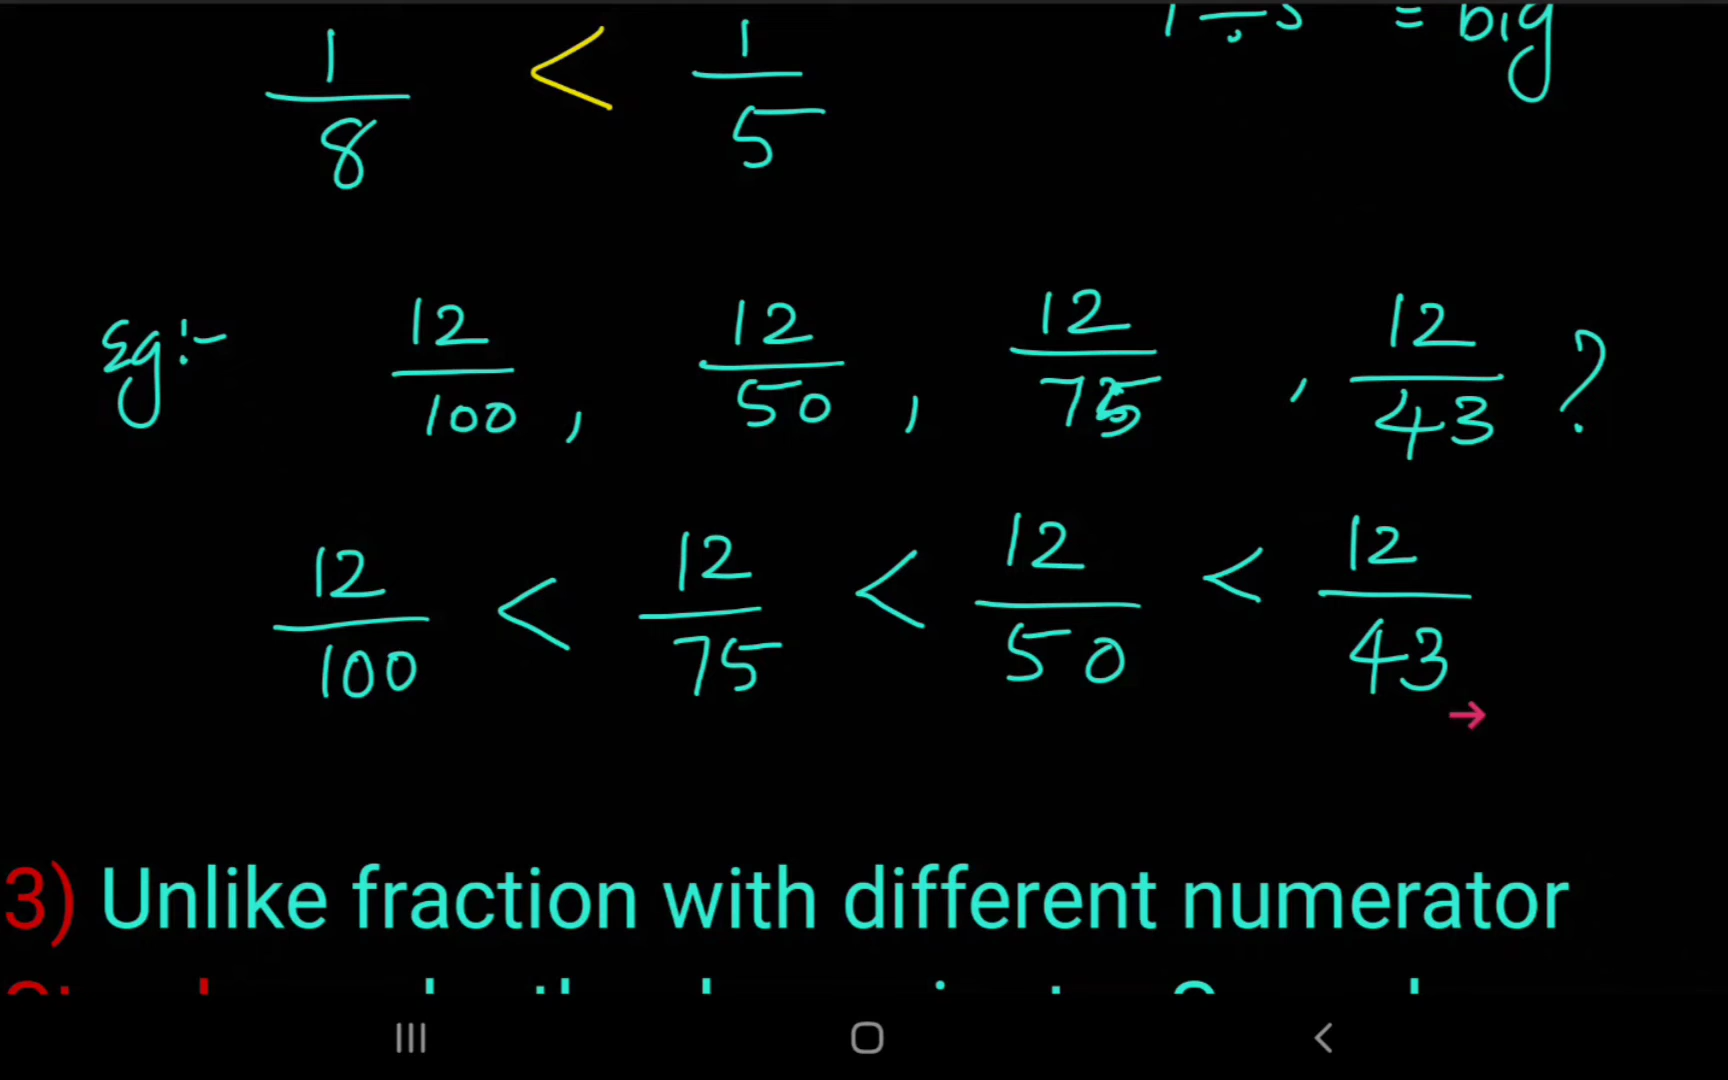 1/8 < 1/5
= big
Eg:- 12/100, 12/50, 12/75, 12/43 ?
12/100 < 12/75 < 12/50 < 12/43
3) Unlike fraction with different numerator